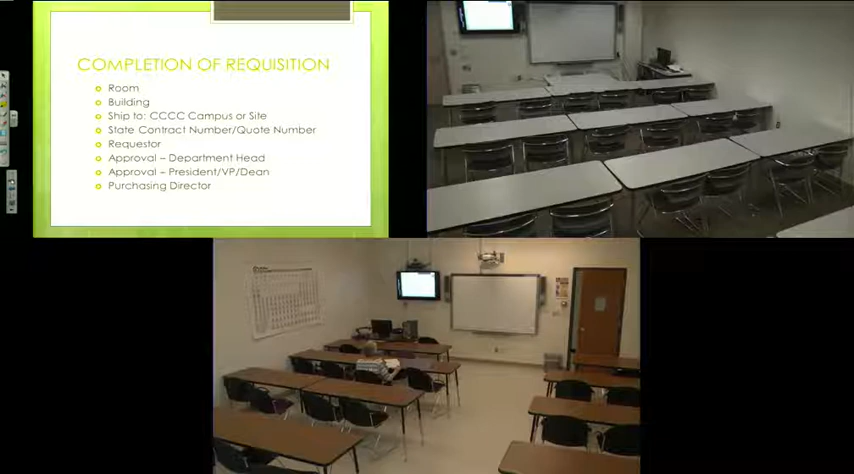 COMPLETION OF REQUISITION
Room
Building
Ship to: CCCC Campus or Site
State Contract Number/Quote Number
Requestor
Approval – Department Head
Approval – President/VP/Dean
Purchasing Director